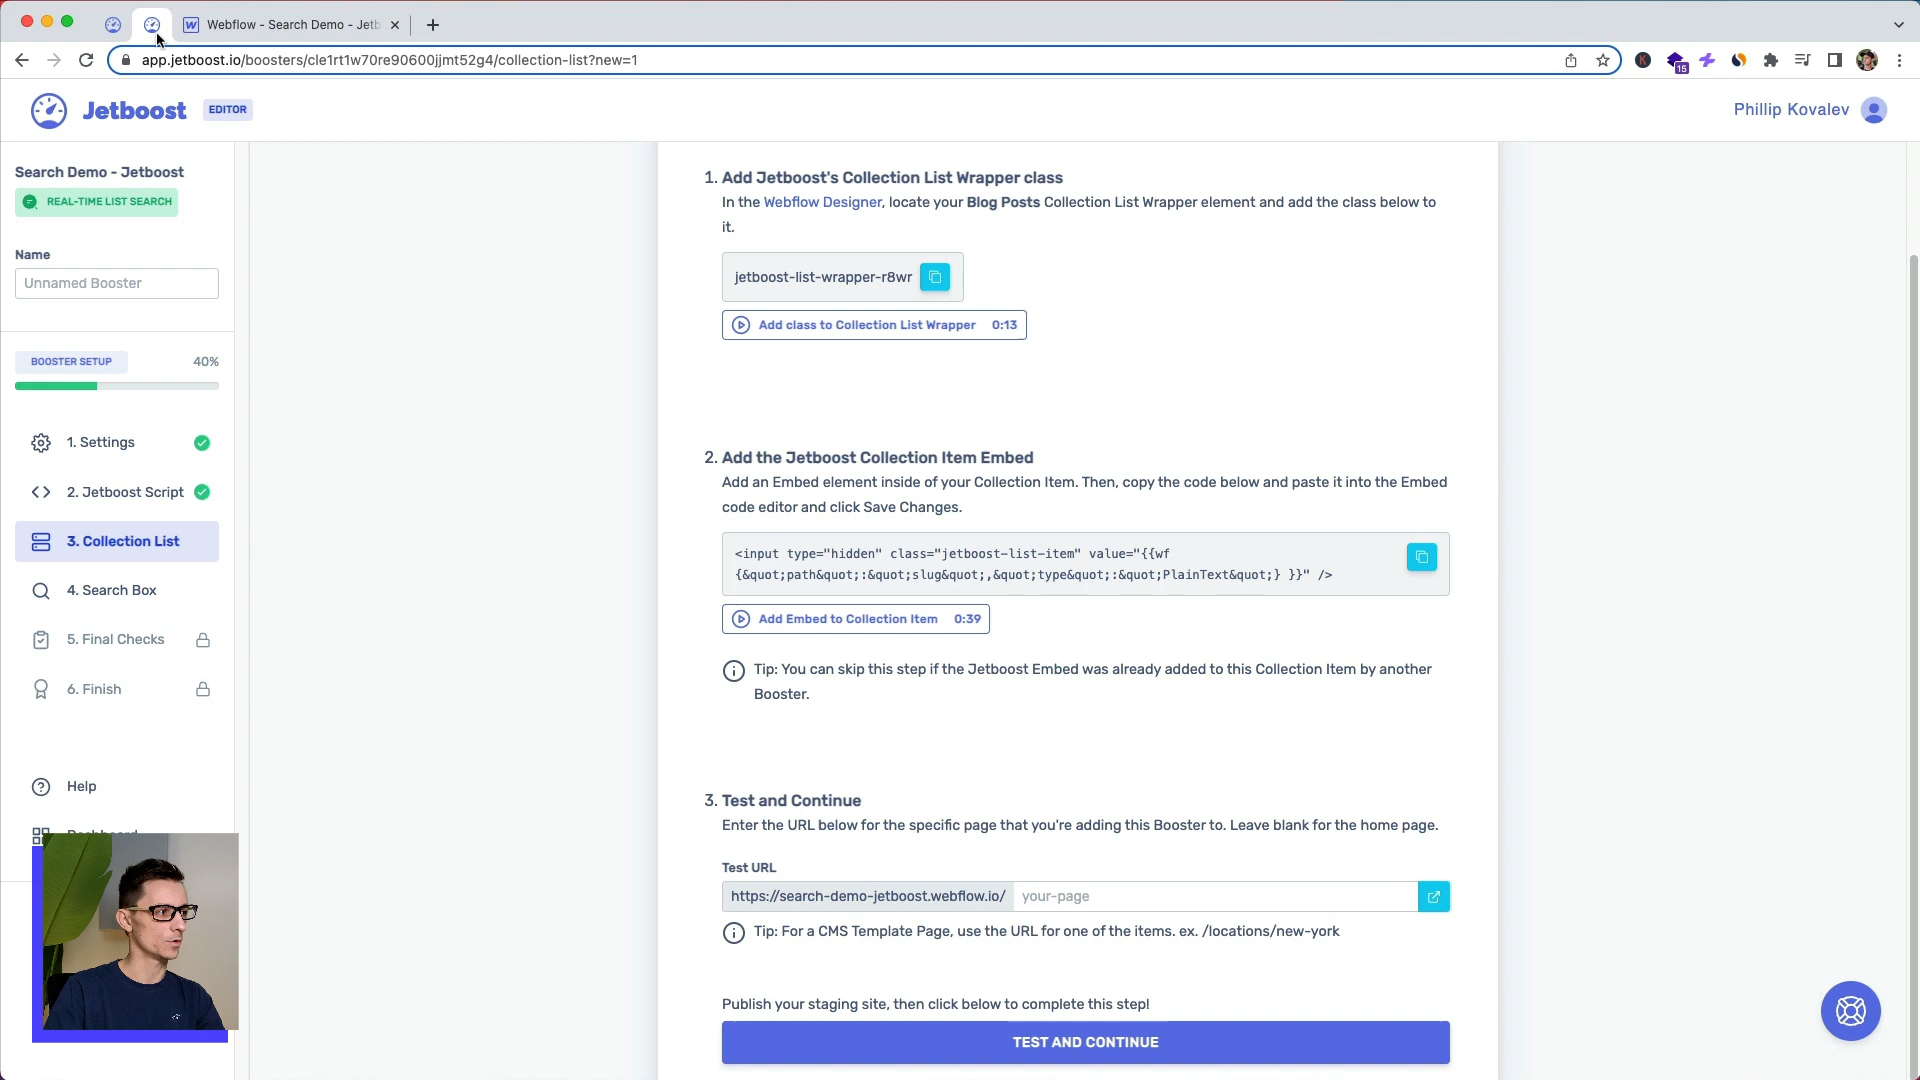 Webflow - Search Demo - Jetb
app.jetboost.io/boosters/cle1rt1w70re90600jjmt52g4/collection-list?new=1
K
15
Jetboost
EDITOR
Phillip Kovalev
Search Demo - Jetboost
REAL-TIME LIST SEARCH
Name
Unnamed Booster
BOOSTER SETUP
40%
1. Settings
2. Jetboost Script
3. Collection List
4. Search Box
5. Final Checks
6. Finish
Help
Dashboard
1. Add Jetboost's Collection List Wrapper class
In the Webflow Designer, locate your Blog Posts Collection List Wrapper element and add the class below to
it.
jetboost-list-wrapper-r8wr
Add class to Collection List Wrapper 0:13
2. Add the Jetboost Collection Item Embed
Add an Embed element inside of your Collection Item. Then, copy the code below and paste it into the Embed
code editor and click Save Changes.
<input type="hidden" class="jetboost-list-item" value="{{wf
{&quot;path&quot;:&quot;slug&quot;,&quot;type&quot;:&quot;PlainText&quot;} }}" />
Add Embed to Collection Item 0:39
Tip: You can skip this step if the Jetboost Embed was already added to this Collection Item by another
Booster.
3. Test and Continue
Enter the URL below for the specific page that you're adding this Booster to. Leave blank for the home page.
Test URL
https://search-demo-jetboost.webflow.io/ your-page
Tip: For a CMS Template Page, use the URL for one of the items. ex. /locations/new-york
Publish your staging site, then click below to complete this step!
TEST AND CONTINUE